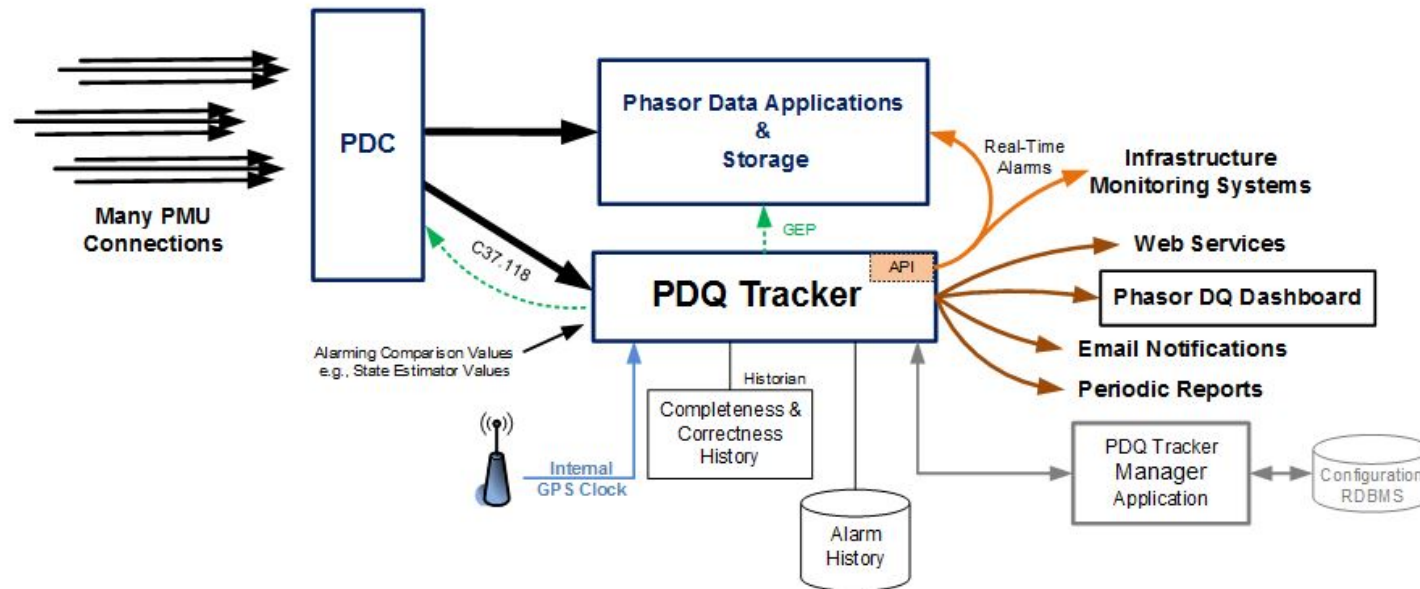 Many PMU
Connections
PDC
Phasor Data Applications
&
Storage
Real-Time
Alarms
Infrastructure
Monitoring Systems
GEP
C37.118
API
PDQ Tracker
Web Services
Phasor DQ Dashboard
Email Notifications
Periodic Reports
Alarming Comparison Values
e.g., State Estimator Values
Historian
Completeness &
Correctness
History
Internal
GPS Clock
Alarm
History
PDQ Tracker
Manager
Application
Configuration
RDBMS